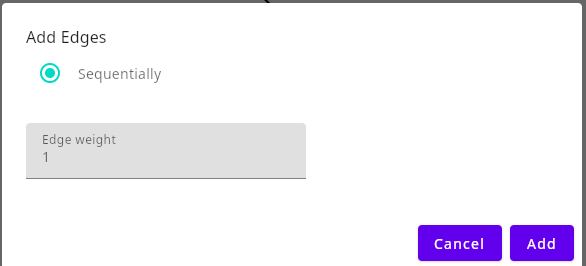 Add Edges
Sequentially
Edge weight
1
Cancel Add